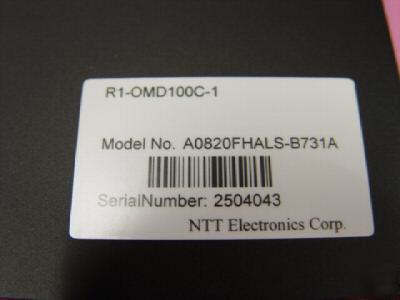 R1-OMD100C-1
Model No. A0820FHALS-B731A
SerialNumber: 2504043
NTT Electronics Corp.